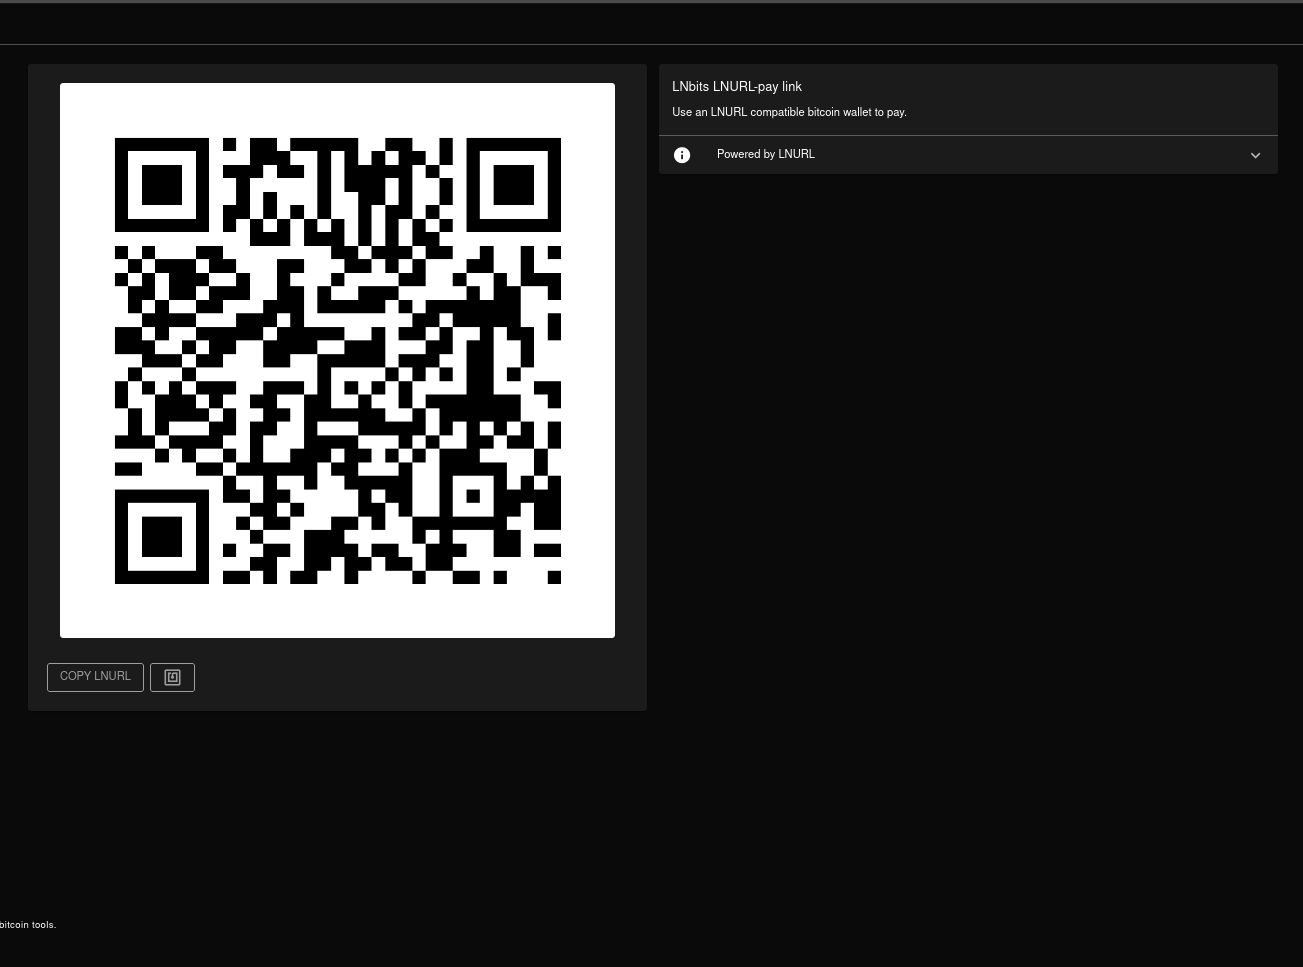 LNbits LNURL-pay link
Use an LNURL compatible bitcoin wallet to pay.
Powered by LNURL
COPY LNURL
bitcoin tools.